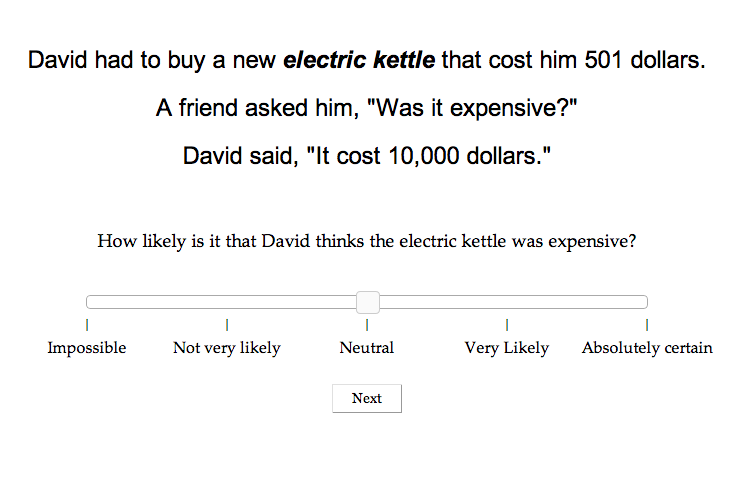 David had to buy a new electric kettle that cost him 501 dollars.
A friend asked him, "Was it expensive?"
David said, "It cost 10,000 dollars."
How likely is it that David thinks the electric kettle was expensive?
Impossible Not very likely Neutral Very Likely Absolutely certain
Next